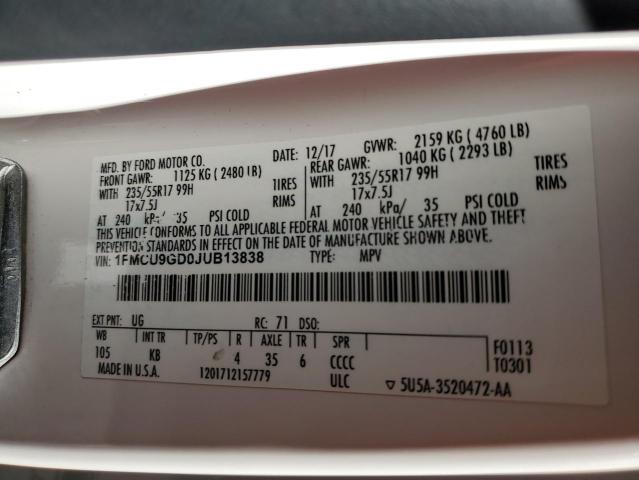 MFD. BY FORD MOTOR CO.
DATE: 12/17 GVWR: 2159 KG ( 4760 LB)
FRONT GAWR: 1125 KG ( 2480 LB) REAR GAWR: 1040 KG ( 2293 LB)
WITH 235/55R17 99H TIRES WITH 235/55R17 99H TIRES
17x7.5J RIMS 17x7.5J RIMS
AT 240 kPa/ 35 PSI COLD AT 240 kPa/ 35 PSI COLD
THIS VEHICLE CONFORMS TO ALL APPLICABLE FEDERAL MOTOR VEHICLE SAFETY AND THEFT
PREVENTION STANDARDS IN EFFECT ON THE DATE OF MANUFACTURE SHOWN ABOVE.
VIN: 1FMCU9GD0JUB13838 TYPE: MPV
EXT PNT: UG RC: 71 DSO:
WB INT TR TP/PS R AXLE TR SPR F0113
105 KB 4 35 6 CCCC T0301
MADE IN U.S.A. 1201712157779 ULC ▽ 5U5A-3520472-AA